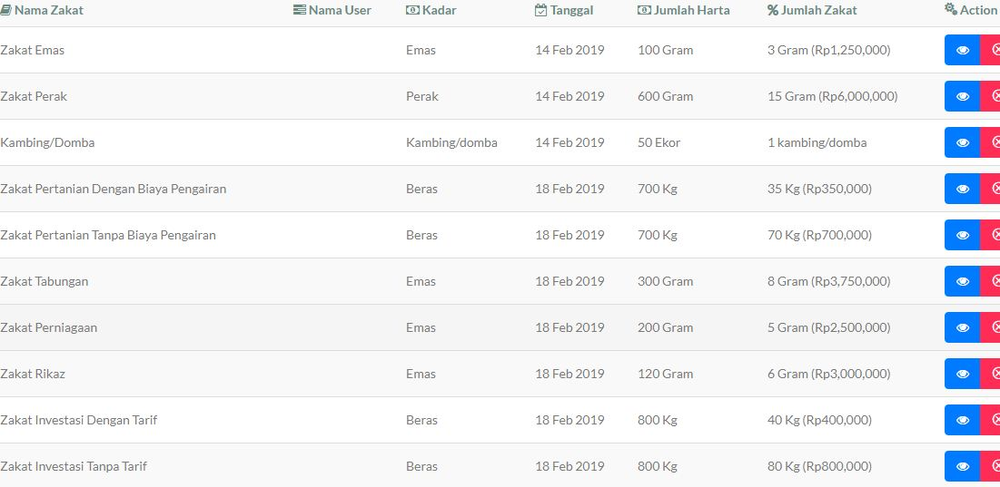 Nama Zakat Nama User Kadar Tanggal Jumlah Harta % Jumlah Zakat Action
Zakat Emas Emas 14 Feb 2019 100 Gram 3 Gram (Rp1,250,000)
Zakat Perak Perak 14 Feb 2019 600 Gram 15 Gram (Rp6,000,000)
Kambing/Domba Kambing/domba 14 Feb 2019 50 Ekor 1 kambing/domba
Zakat Pertanian Dengan Biaya Pengairan Beras 18 Feb 2019 700 Kg 35 Kg (Rp350,000)
Zakat Pertanian Tanpa Biaya Pengairan Beras 18 Feb 2019 700 Kg 70 Kg (Rp700,000)
Zakat Tabungan Emas 18 Feb 2019 300 Gram 8 Gram (Rp3,750,000)
Zakat Perniagaan Emas 18 Feb 2019 200 Gram 5 Gram (Rp2,500,000)
Zakat Rikaz Emas 18 Feb 2019 120 Gram 6 Gram (Rp3,000,000)
Zakat Investasi Dengan Tarif Beras 18 Feb 2019 800 Kg 40 Kg (Rp400,000)
Zakat Investasi Tanpa Tarif Beras 18 Feb 2019 800 Kg 80 Kg (Rp800,000)